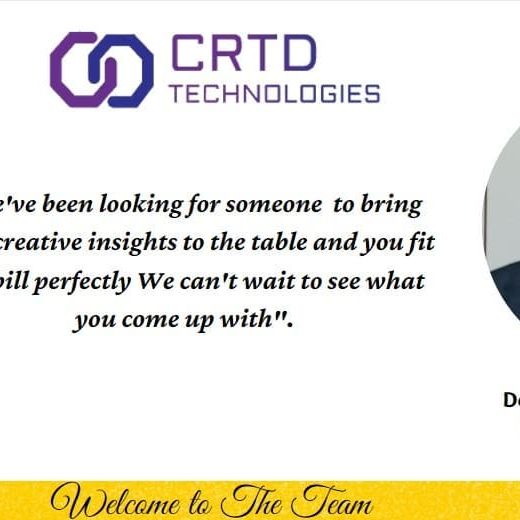 CRTD
TECHNOLOGIES
e've been looking for someone to bring
creative insights to the table and you fit
bill perfectly We can't wait to see what
you come up with".
Welcome to The Team